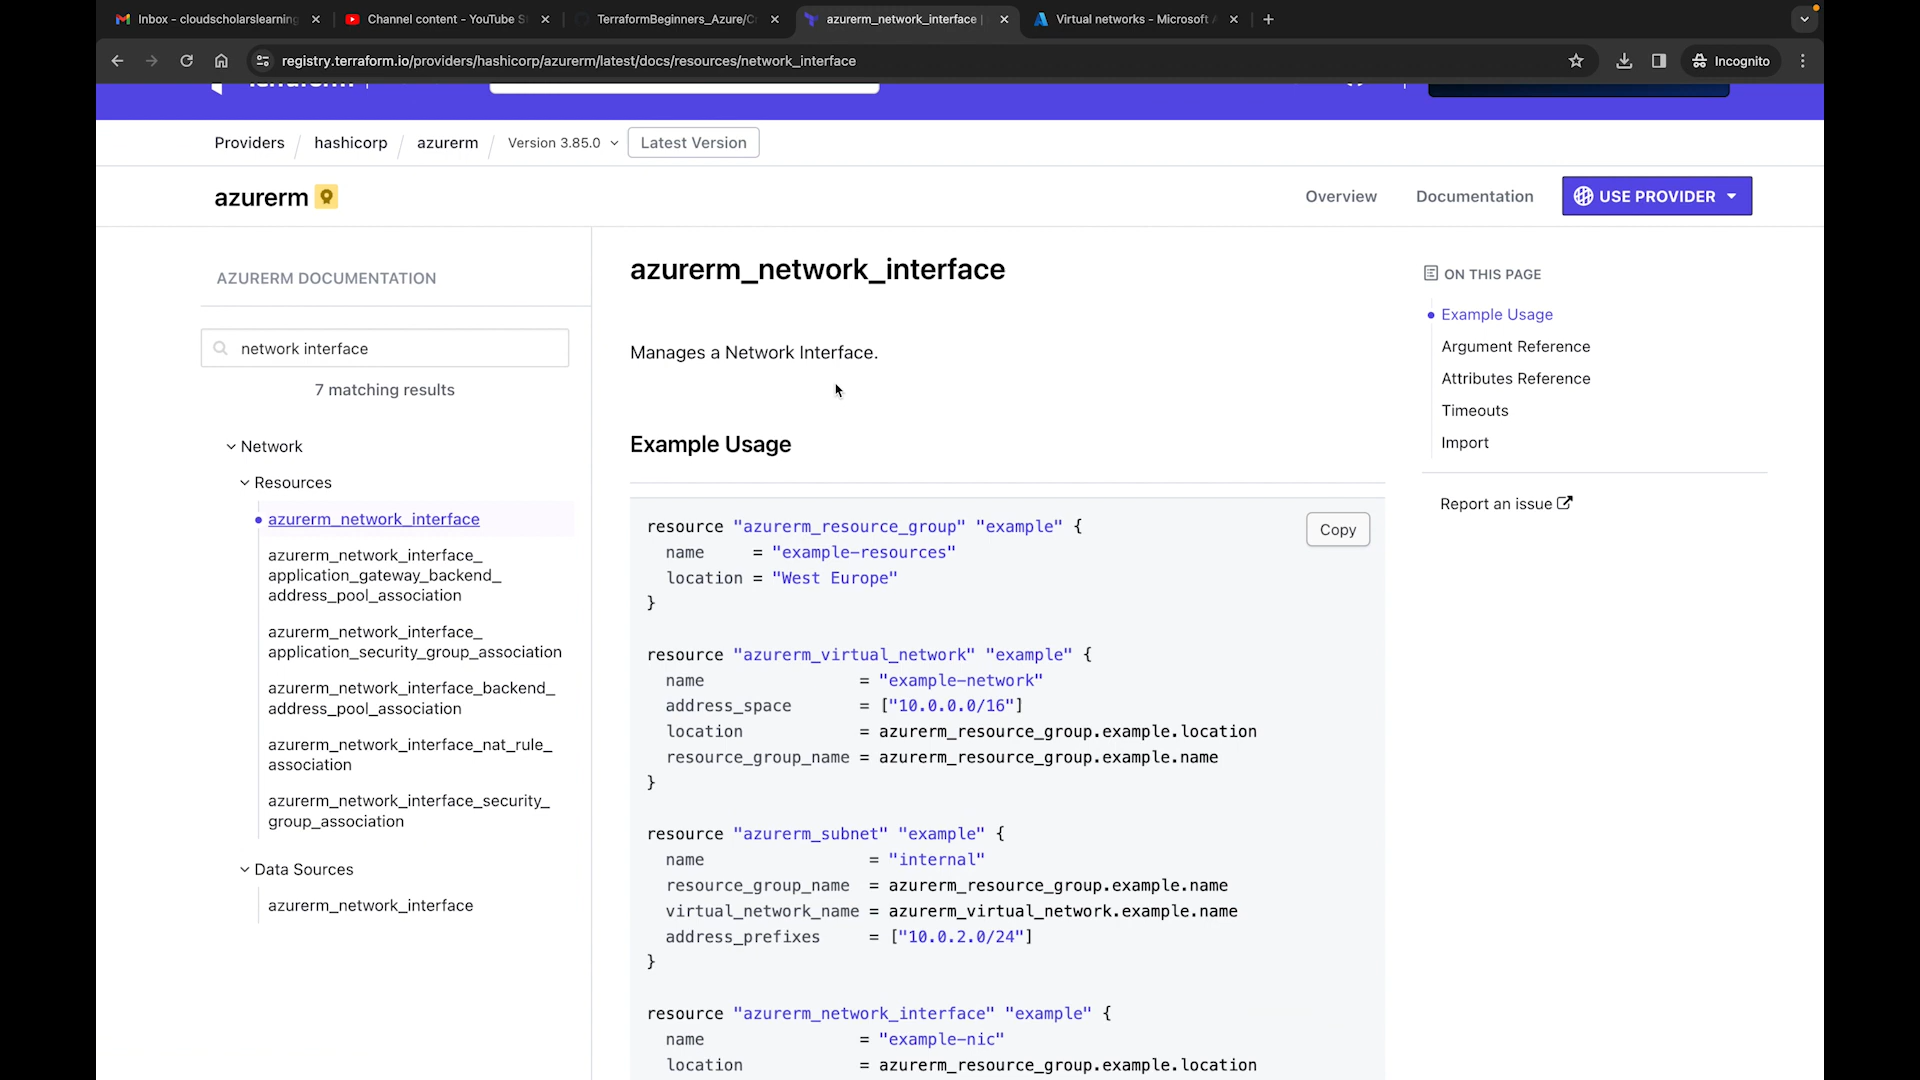 Inbox - cloudscholarslearning
Channel content - YouTube S
TerraformBeginners_Azure/C
azurerm_network_interface |
Virtual networks - Microsoft A
registry.terraform.io/providers/hashicorp/azurerm/latest/docs/resources/network_interface
Incognito
Providers / hashicorp / azurerm / Version 3.85.0
Latest Version
azurerm
Overview
Documentation
USE PROVIDER
AZURERM DOCUMENTATION
network interface
7 matching results
Network
Resources
azurerm_network_interface
azurerm_network_interface_
application_gateway_backend_
address_pool_association
azurerm_network_interface_
application_security_group_association
azurerm_network_interface_backend_
address_pool_association
azurerm_network_interface_nat_rule_
association
azurerm_network_interface_security_
group_association
Data Sources
azurerm_network_interface
azurerm_network_interface
Manages a Network Interface.
Example Usage
Copy
resource "azurerm_resource_group" "example" {
  name     = "example-resources"
  location = "West Europe"
}
resource "azurerm_virtual_network" "example" {
  name                = "example-network"
  address_space       = ["10.0.0.0/16"]
  location            = azurerm_resource_group.example.location
  resource_group_name = azurerm_resource_group.example.name
}
resource "azurerm_subnet" "example" {
  name                 = "internal"
  resource_group_name  = azurerm_resource_group.example.name
  virtual_network_name = azurerm_virtual_network.example.name
  address_prefixes     = ["10.0.2.0/24"]
}
resource "azurerm_network_interface" "example" {
  name                = "example-nic"
  location            = azurerm_resource_group.example.location
ON THIS PAGE
Example Usage
Argument Reference
Attributes Reference
Timeouts
Import
Report an issue